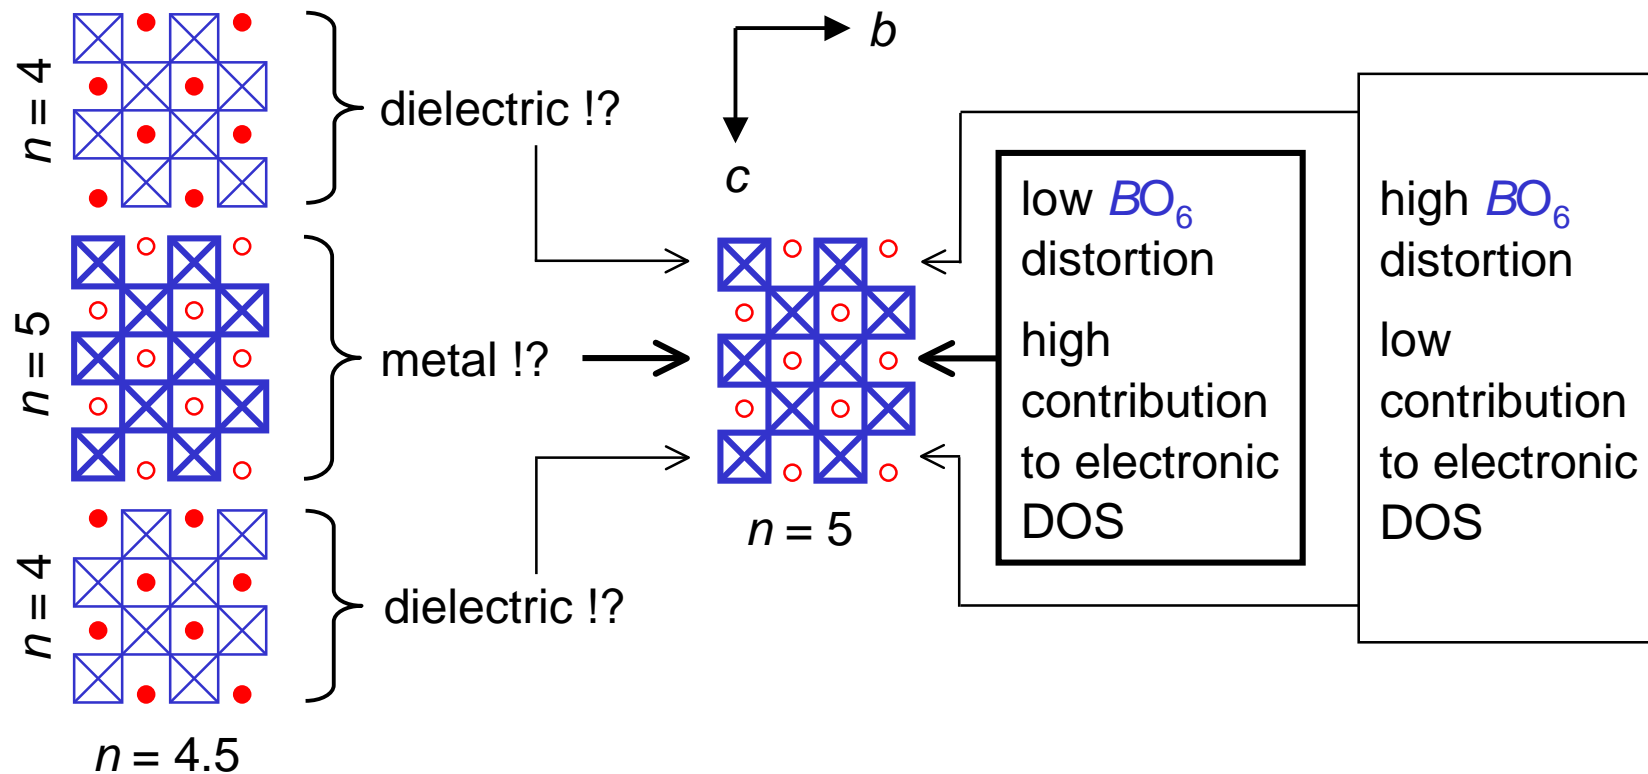 n = 4
dielectric !?
n = 5
metal !?
n = 4
dielectric !?
n = 4.5
b
c
n = 5
low BO₆
distortion
high
contribution
to electronic
DOS
high BO₆
distortion
low
contribution
to electronic
DOS